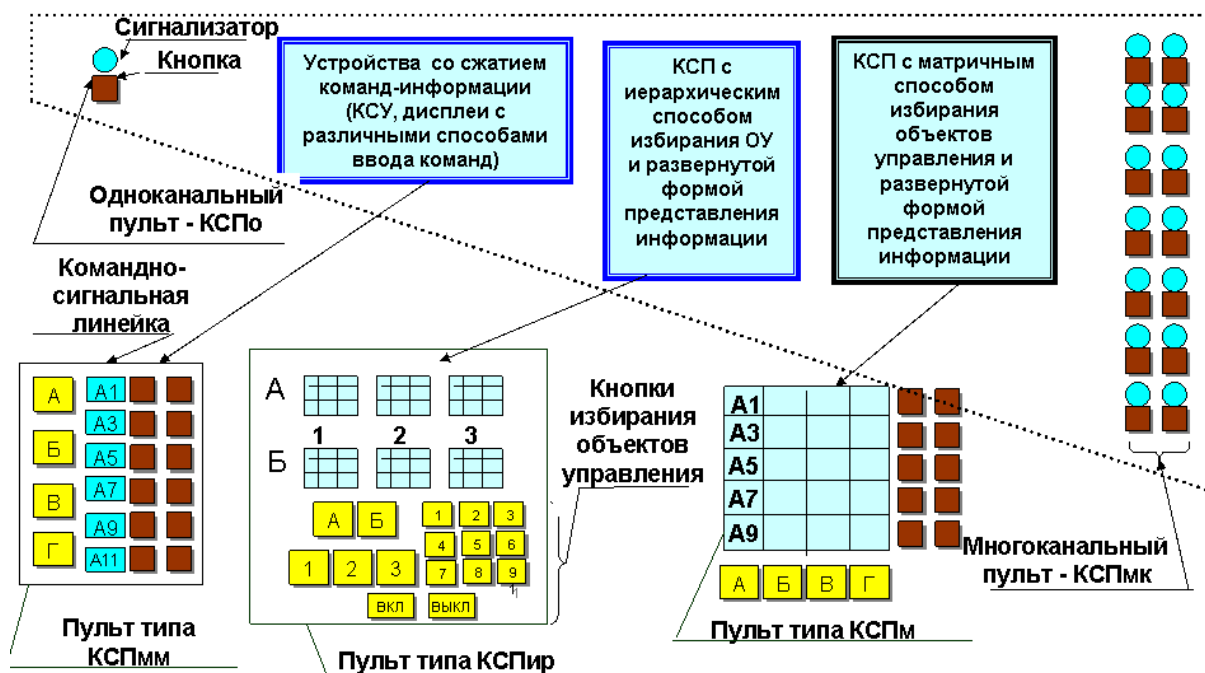 Сигнализатор
Кнопка
Одноканальный
пульт - КСПо
Устройства со сжатием
команд-информации
(КСУ, дисплеи с
различными способами
ввода команд)
КСП с
иерархическим
способом
избирания ОУ
и развернутой
формой
представления
информации
КСП с матричным
способом
избирания
объектов
управления и
развернутой
формой
представления
информации
Командно-
сигнальная
линейка
А
Б
В
Г
А1
А3
А5
А7
А9
А11
Пульт типа
КСПмм
А
1 2 3
Б
А Б
1 2 3
1 2 3
4 5 6
7 8 9
ВКЛ ВЫКЛ
Пульт типа КСПир
Кнопки
избирания
объектов
управления
А1
А3
А5
А7
А9
А Б В Г
Пульт типа КСПм
Многоканальный
пульт - КСПмк